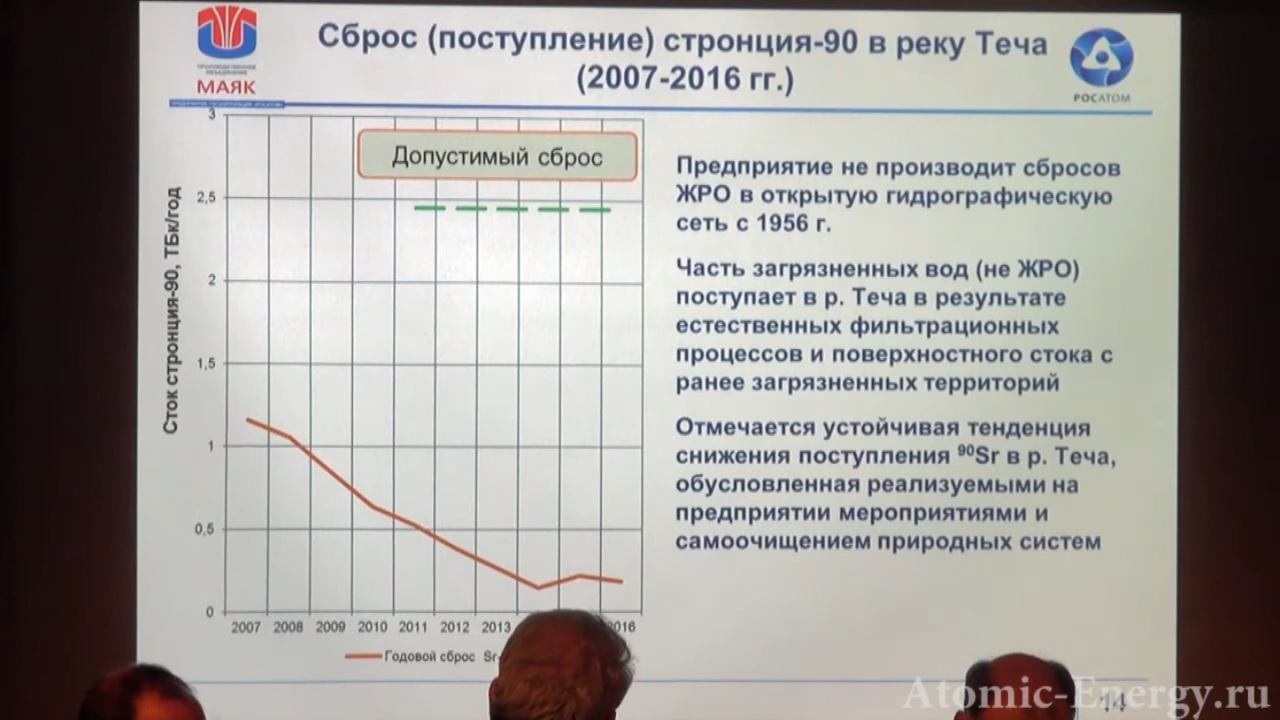 Сброс (поступление) стронция-90 в реку Теча
(2007-2016 гг.)
ПРОИЗВОДСТВЕННОЕ
ОБЪЕДИНЕНИЕ
МАЯК
РОСАТОМ
Сток стронция-90, ТБк/год
3
2,5
2
1,5
1
0,5
0
Допустимый сброс
2007 2008 2009 2010 2011 2012 2013 2016
Годовой сброс Sr-
Предприятие не производит сбросов
ЖРО в открытую гидрографическую
сеть с 1956 г.
Часть загрязненных вод (не ЖРО)
поступает в р. Теча в результате
естественных фильтрационных
процессов и поверхностного стока с
ранее загрязненных территорий
Отмечается устойчивая тенденция
снижения поступления ⁹⁰Sr в р. Теча,
обусловленная реализуемыми на
предприятии мероприятиями и
самоочищением природных систем
14
Atomic-Energy.ru